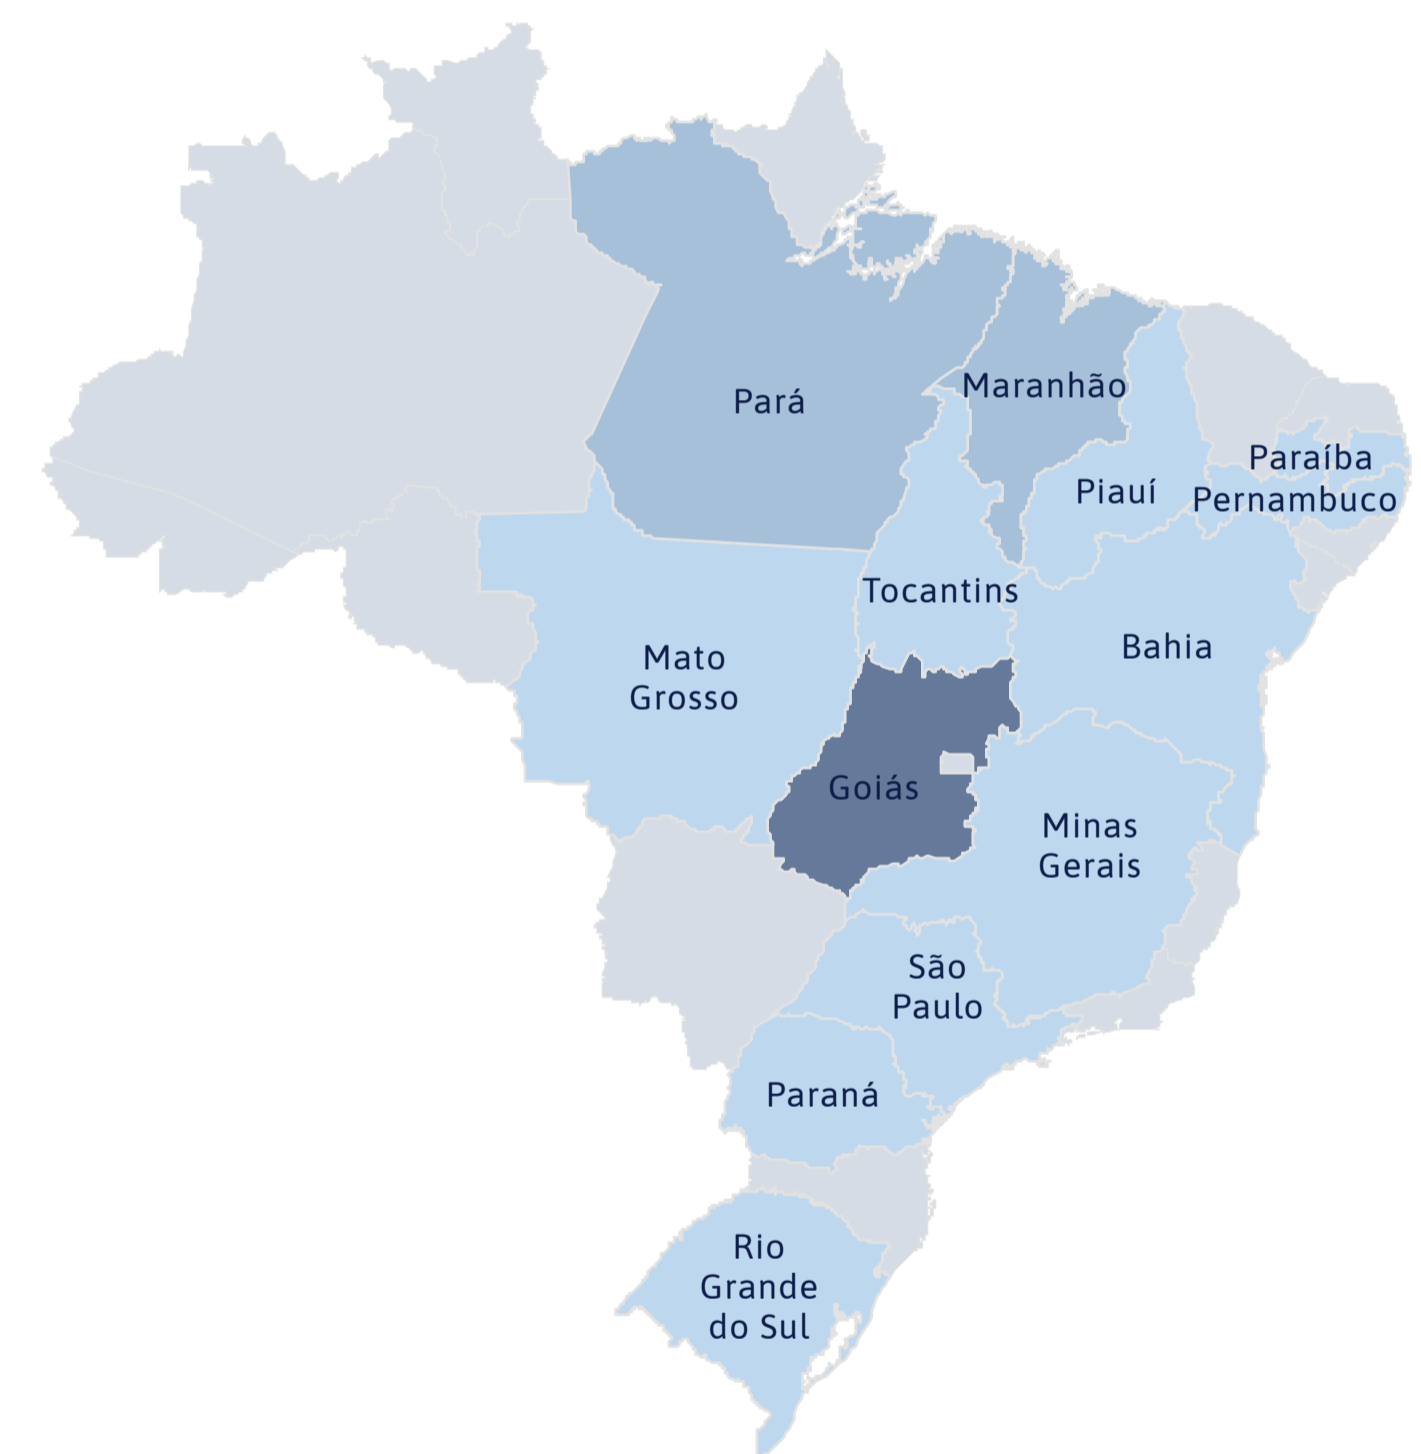 Maranhão
Pará
Paraíba
Piauí
Pernambuco
Tocantins
Bahia
Mato
Grosso
Goiás
Minas
Gerais
São
Paulo
Paraná
Rio
Grande
do Sul